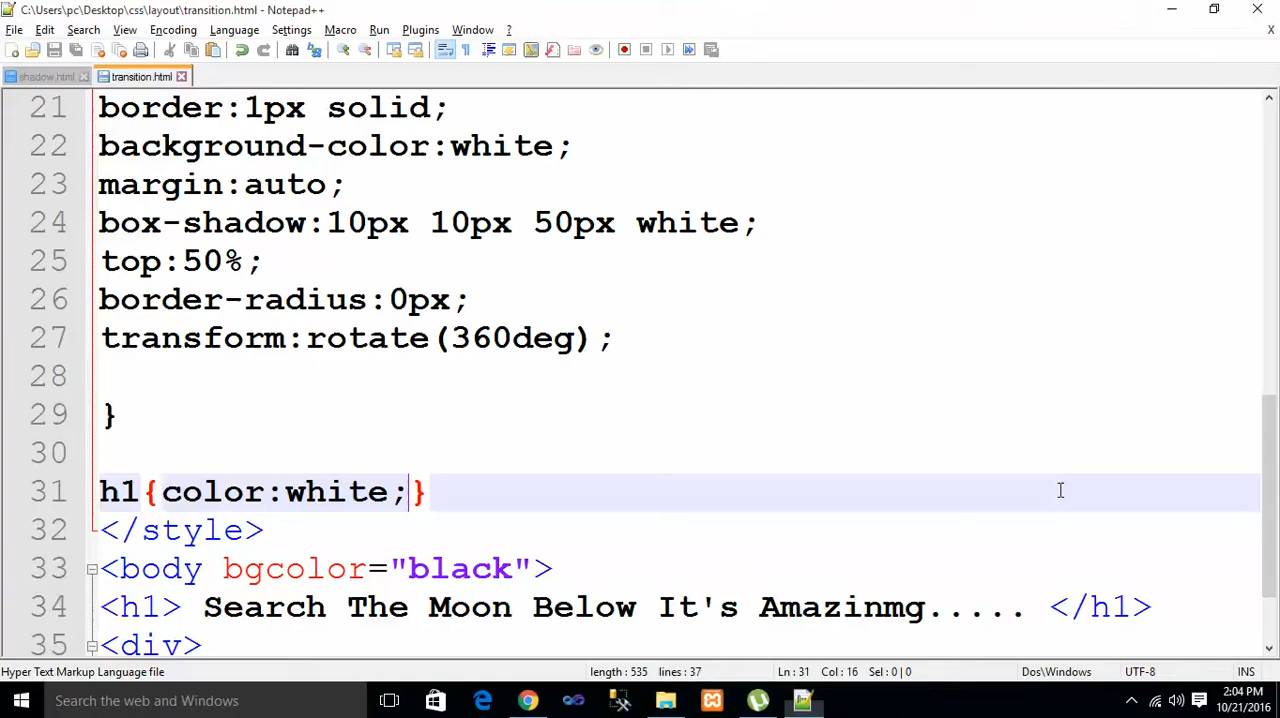 C:\Users\pc\Desktop\css\layout\transition.html - Notepad++
File Edit Search View Encoding Language Settings Macro Run Plugins Window ? X
shadow.html transition.html
21 border:1px solid;
22 background-color:white;
23 margin:auto;
24 box-shadow:10px 10px 50px white;
25 top:50%;
26 border-radius:0px;
27 transform:rotate(360deg);
28
29 }
30
31 h1{color:white;}
32 </style>
33 <body bgcolor="black">
34 <h1> Search The Moon Below It's Amazinmg..... </h1>
35 <div>
Hyper Text Markup Language file length : 535 lines : 37 Ln : 31 Col : 16 Sel : 0 | 0 Dos\Windows UTF-8 INS
Search the web and Windows 2:04 PM
10/21/2016